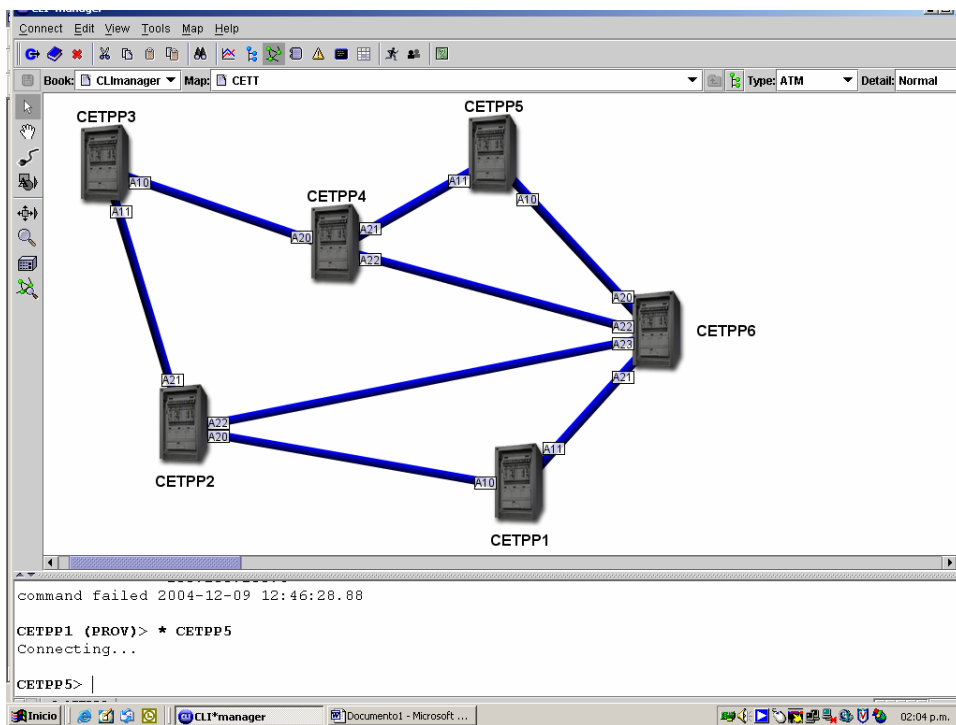 CLI*manager
Connect Edit View Tools Map Help
Book: CLImanager Map: CETT Type: ATM Detail: Normal
CETPP3
CETPP5
A10
A11
A11
A10
CETPP4
A20
A21
A22
A20
A22
A23
A21
CETPP6
A21
A22
A20
CETPP2
A11
A10
CETPP1
command failed 2004-12-09 12:46:28.88
CETPP1 (PROV)> * CETPP5
Connecting...
CETPP5>
Inicio CLI*manager Documento1 - Microsoft ... 02:04 p.m.